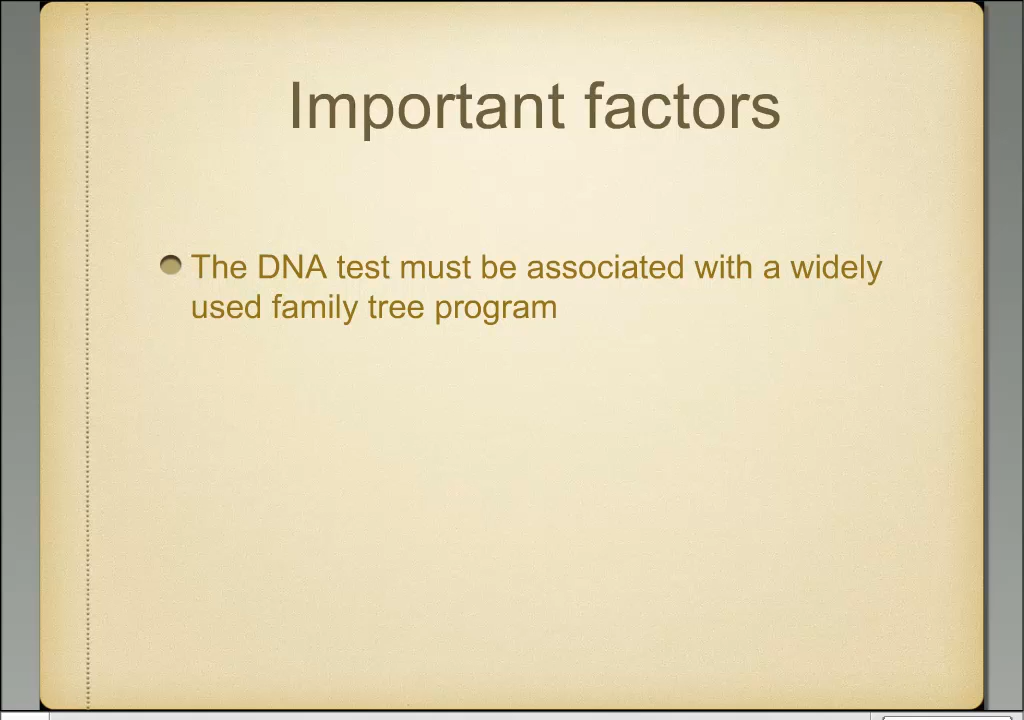 Important factors
The DNA test must be associated with a widely
used family tree program